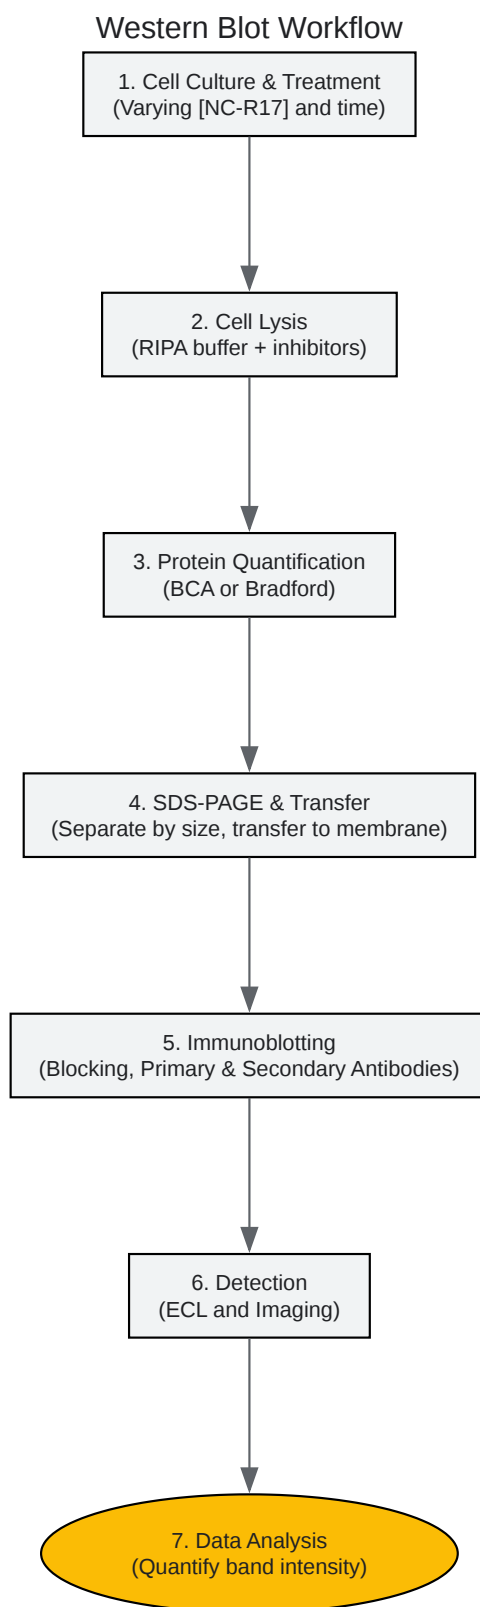 Western Blot Workflow
1. Cell Culture & Treatment
(Varying [NC-R17] and time)
2. Cell Lysis
(RIPA buffer + inhibitors)
3. Protein Quantification
(BCA or Bradford)
4. SDS-PAGE & Transfer
(Separate by size, transfer to membrane)
5. Immunoblotting
(Blocking, Primary & Secondary Antibodies)
6. Detection
(ECL and Imaging)
7. Data Analysis
(Quantify band intensity)